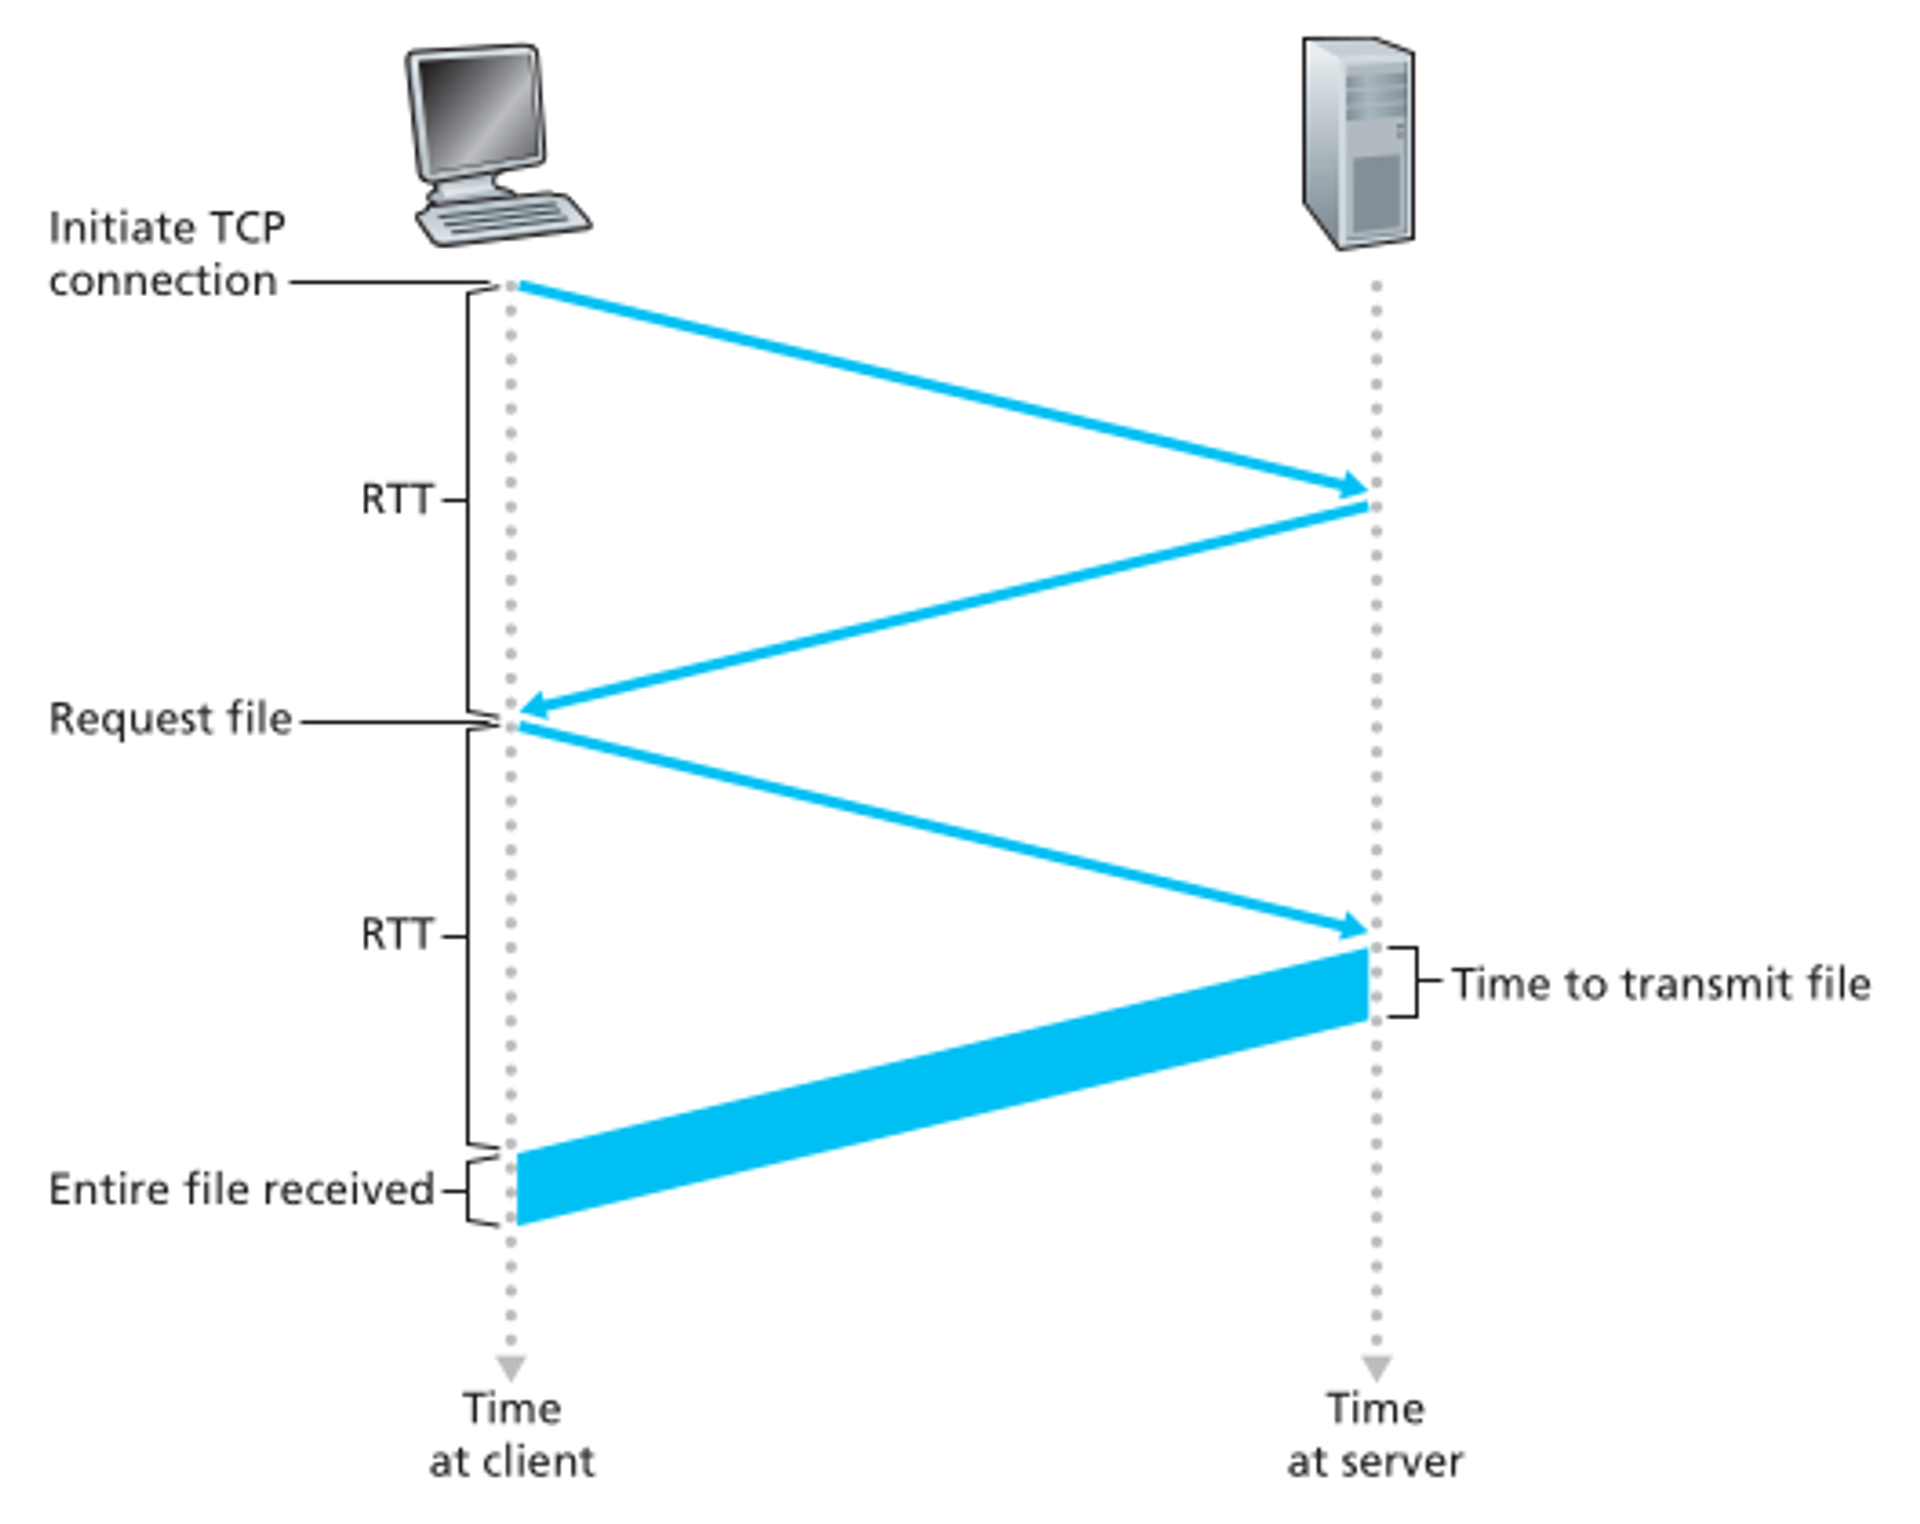 Initiate TCP
connection
RTT
Request file
RTT
Time to transmit file
Entire file received
Time
at client
Time
at server